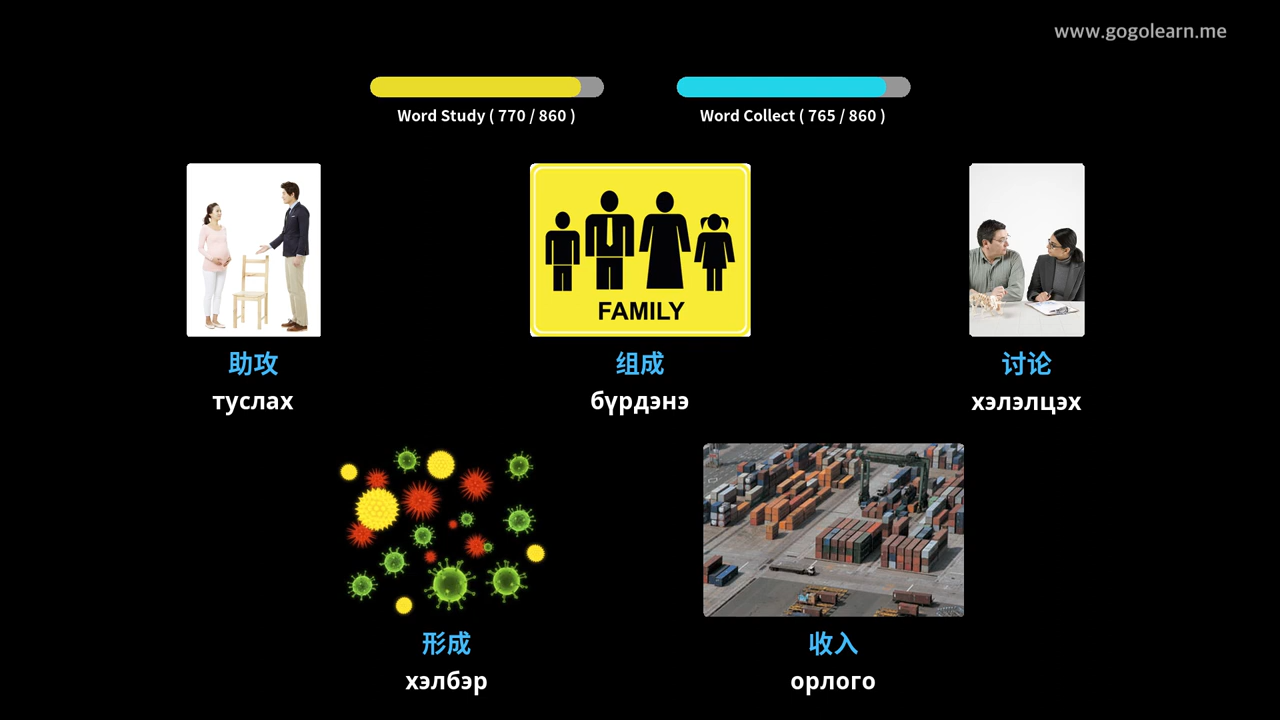 www.gogolearn.me
Word Study ( 770 / 860 )
Word Collect ( 765 / 860 )
FAMILY
助攻
组成
讨论
туслах
бүрдэнэ
хэлэлцэх
形成
收入
хэлбэр
орлого